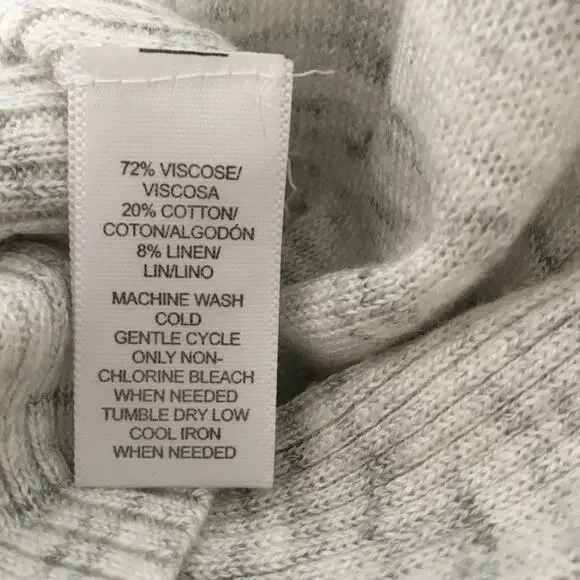 72% VISCOSE/
VISCOSA
20% COTTON/
COTON/ALGODÓN
8% LINEN/
LIN/LINO
MACHINE WASH
COLD
GENTLE CYCLE
ONLY NON-
CHLORINE BLEACH
WHEN NEEDED
TUMBLE DRY LOW
COOL IRON
WHEN NEEDED